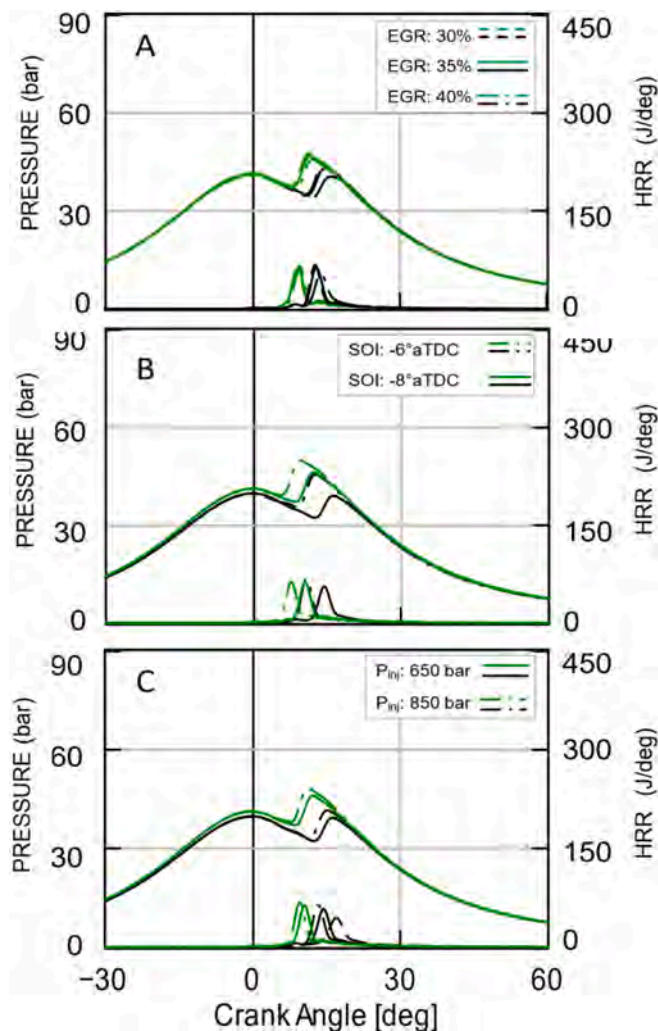 A
EGR: 30%
EGR: 35%
EGR: 40%
PRESSURE (bar)
90
60
30
0
HRR (J/deg)
450
300
150
0
B
SOI: -6°aTDC
SOI: -8°aTDC
PRESSURE (bar)
90
60
30
0
HRR (J/deg)
450
300
150
0
C
Pinj: 650 bar
Pinj: 850 bar
PRESSURE (bar)
90
60
30
0
HRR (J/deg)
450
300
150
0
−30 0 30 60
Crank Angle [deg]